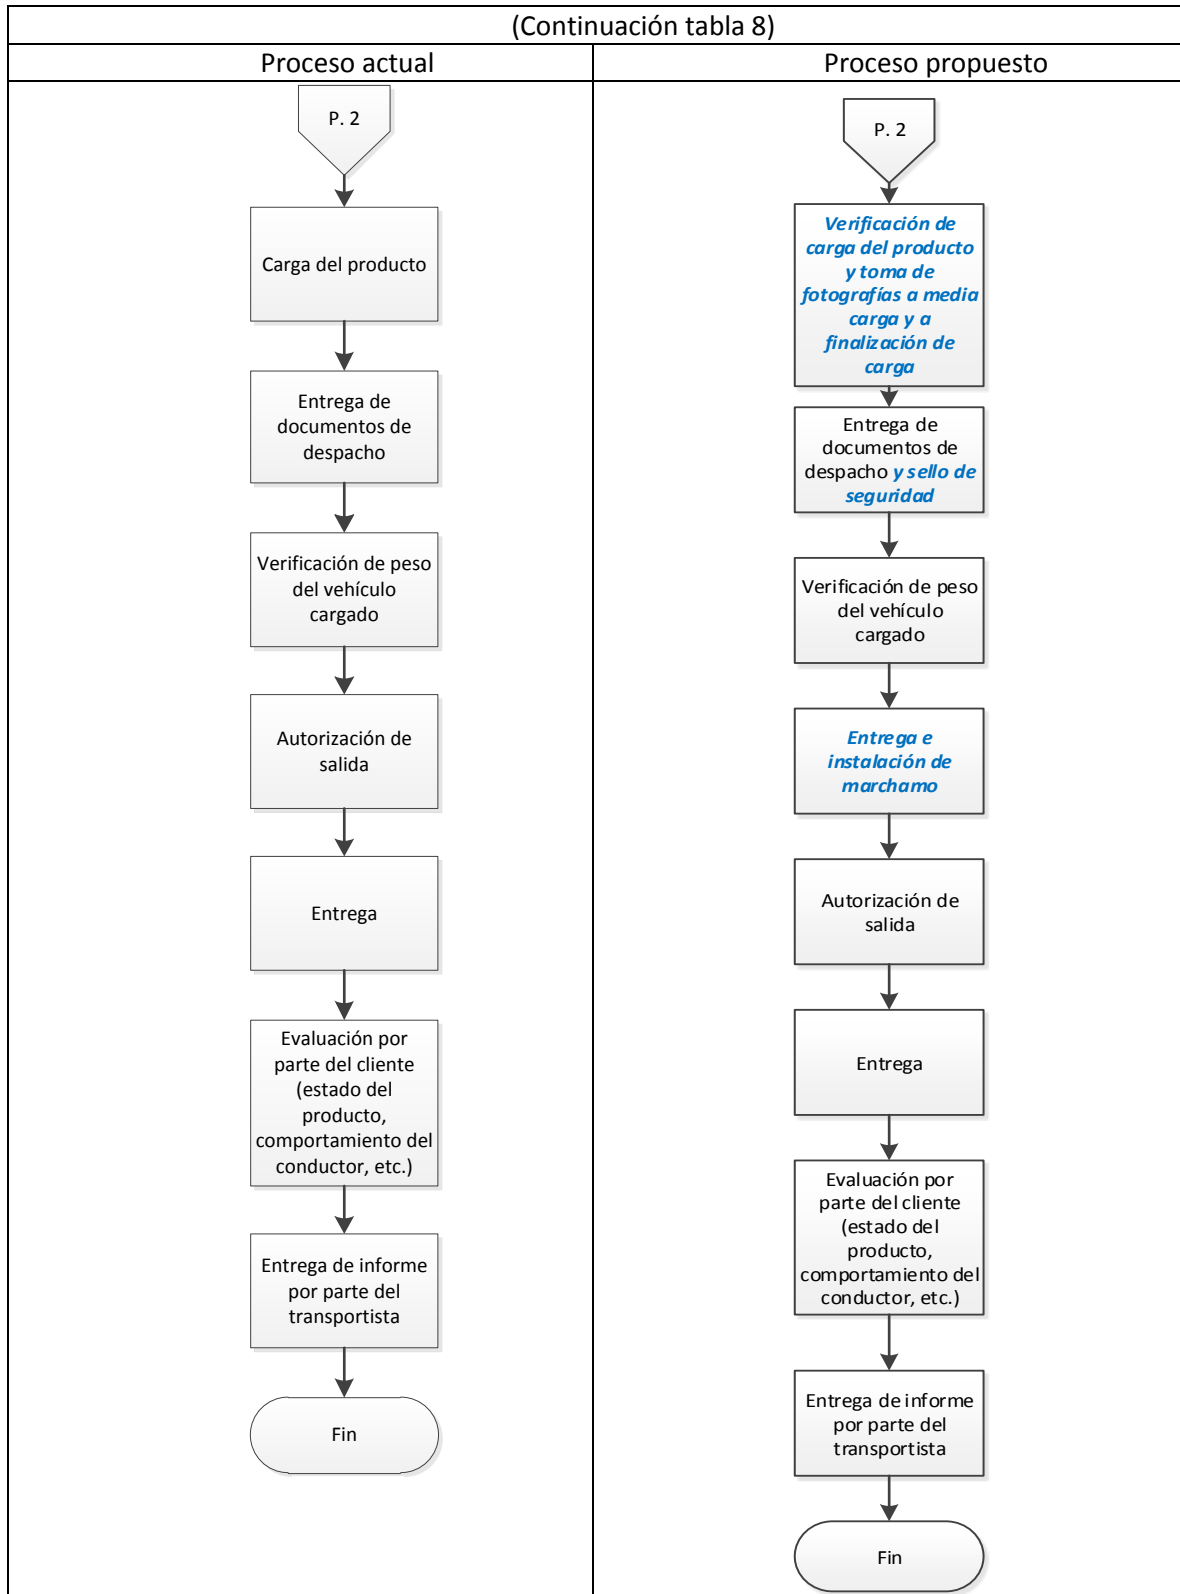 (Continuación tabla 8)
Proceso actual
Proceso propuesto
P. 2
Carga del producto
Entrega de
documentos de
despacho
Verificación de peso
del vehículo
cargado
Autorización de
salida
Entrega
Evaluación por
parte del cliente
(estado del
producto,
comportamiento del
conductor, etc.)
Entrega de informe
por parte del
transportista
Fin
P. 2
Verificación de
carga del producto
y toma de
fotografías a media
carga y a
finalización de
carga
Entrega de
documentos de
despacho y sello de
seguridad
Verificación de peso
del vehículo
cargado
Entrega e
instalación de
marchamo
Autorización de
salida
Entrega
Evaluación por
parte del cliente
(estado del
producto,
comportamiento del
conductor, etc.)
Entrega de informe
por parte del
transportista
Fin